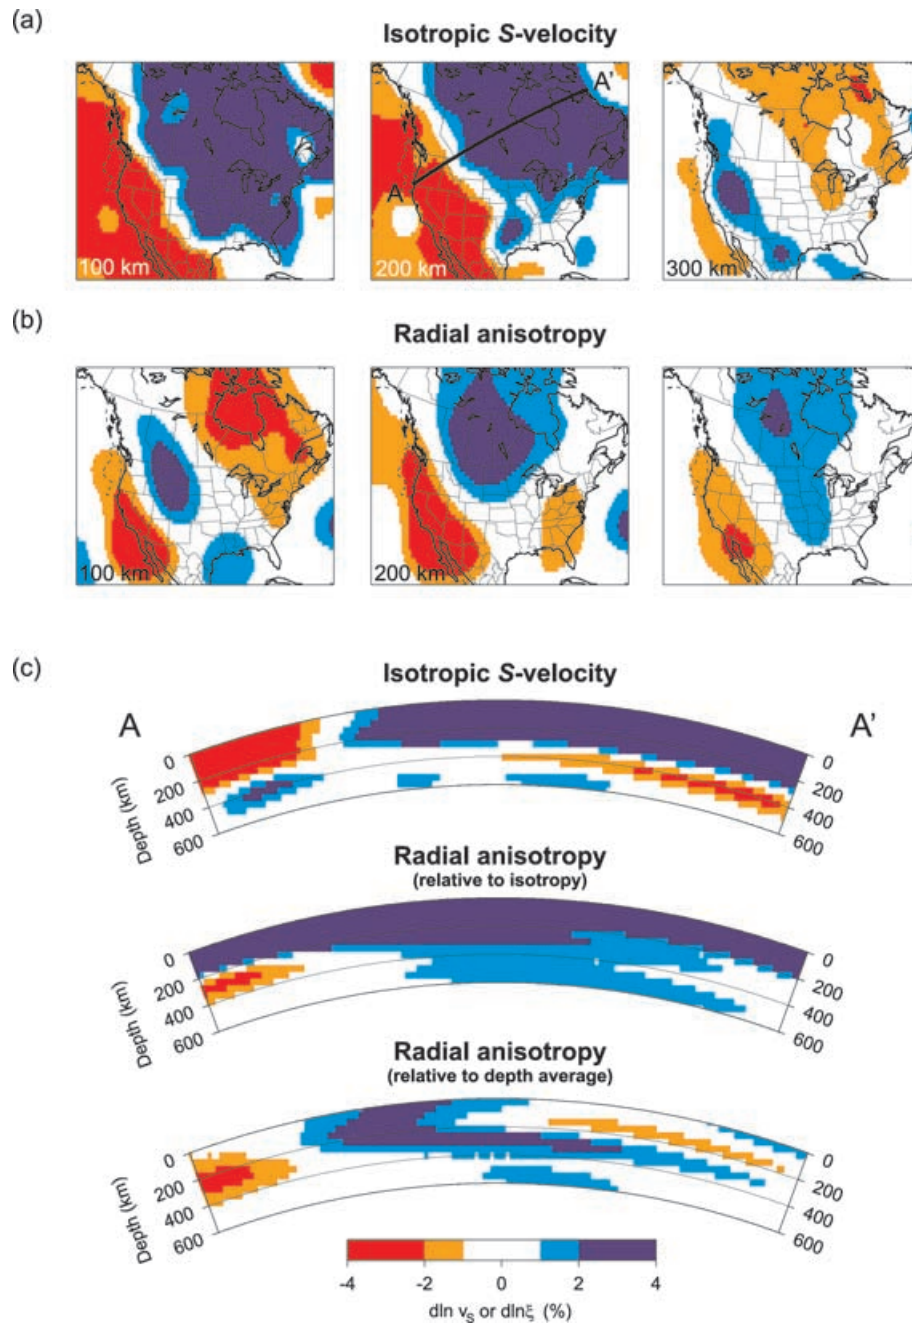 (a)
Isotropic S-velocity
A
A'
100 km
200 km
300 km
(b)
Radial anisotropy
100 km
200 km
(c)
Isotropic S-velocity
A
A'
0
200
400
600
Depth (km)
0
200
400
600
Radial anisotropy
(relative to isotropy)
0
200
400
600
Depth (km)
0
200
400
600
Radial anisotropy
(relative to depth average)
0
200
400
600
Depth (km)
0
200
400
600
-4 -2 0 2 4
dln vS or dlnξ (%)